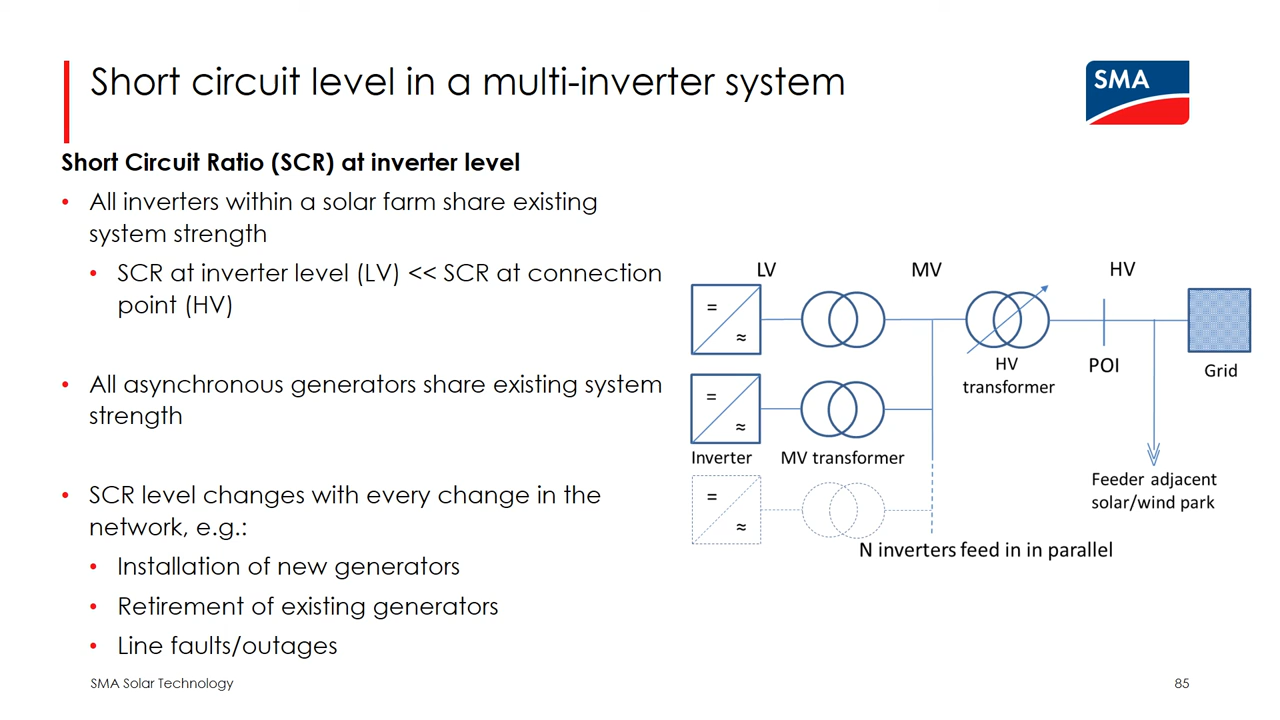 Short circuit level in a multi-inverter system
SMA
Short Circuit Ratio (SCR) at inverter level
• All inverters within a solar farm share existing
system strength
• SCR at inverter level (LV) << SCR at connection
point (HV)
• All asynchronous generators share existing system
strength
• SCR level changes with every change in the
network, e.g.:
• Installation of new generators
• Retirement of existing generators
• Line faults/outages
LV MV HV
= ≈
HV
transformer
POI
Grid
= ≈
Inverter MV transformer
Feeder adjacent
solar/wind park
= ≈
N inverters feed in in parallel
SMA Solar Technology
85